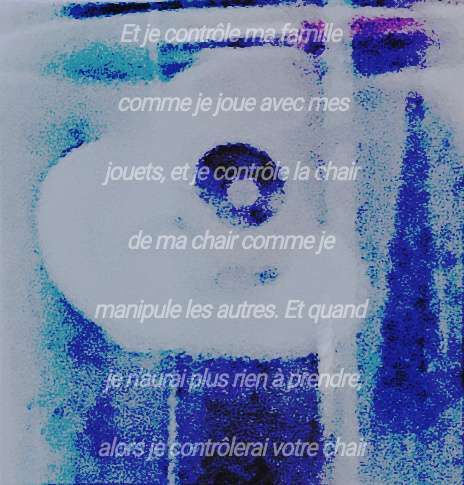 Et je contrôle ma famille
comme je joue avec mes
jouets, et je contrôle la chair
de ma chair comme je
manipule les autres. Et quand
je n'aurai plus rien à prendre,
alors je contrôlerai votre chair